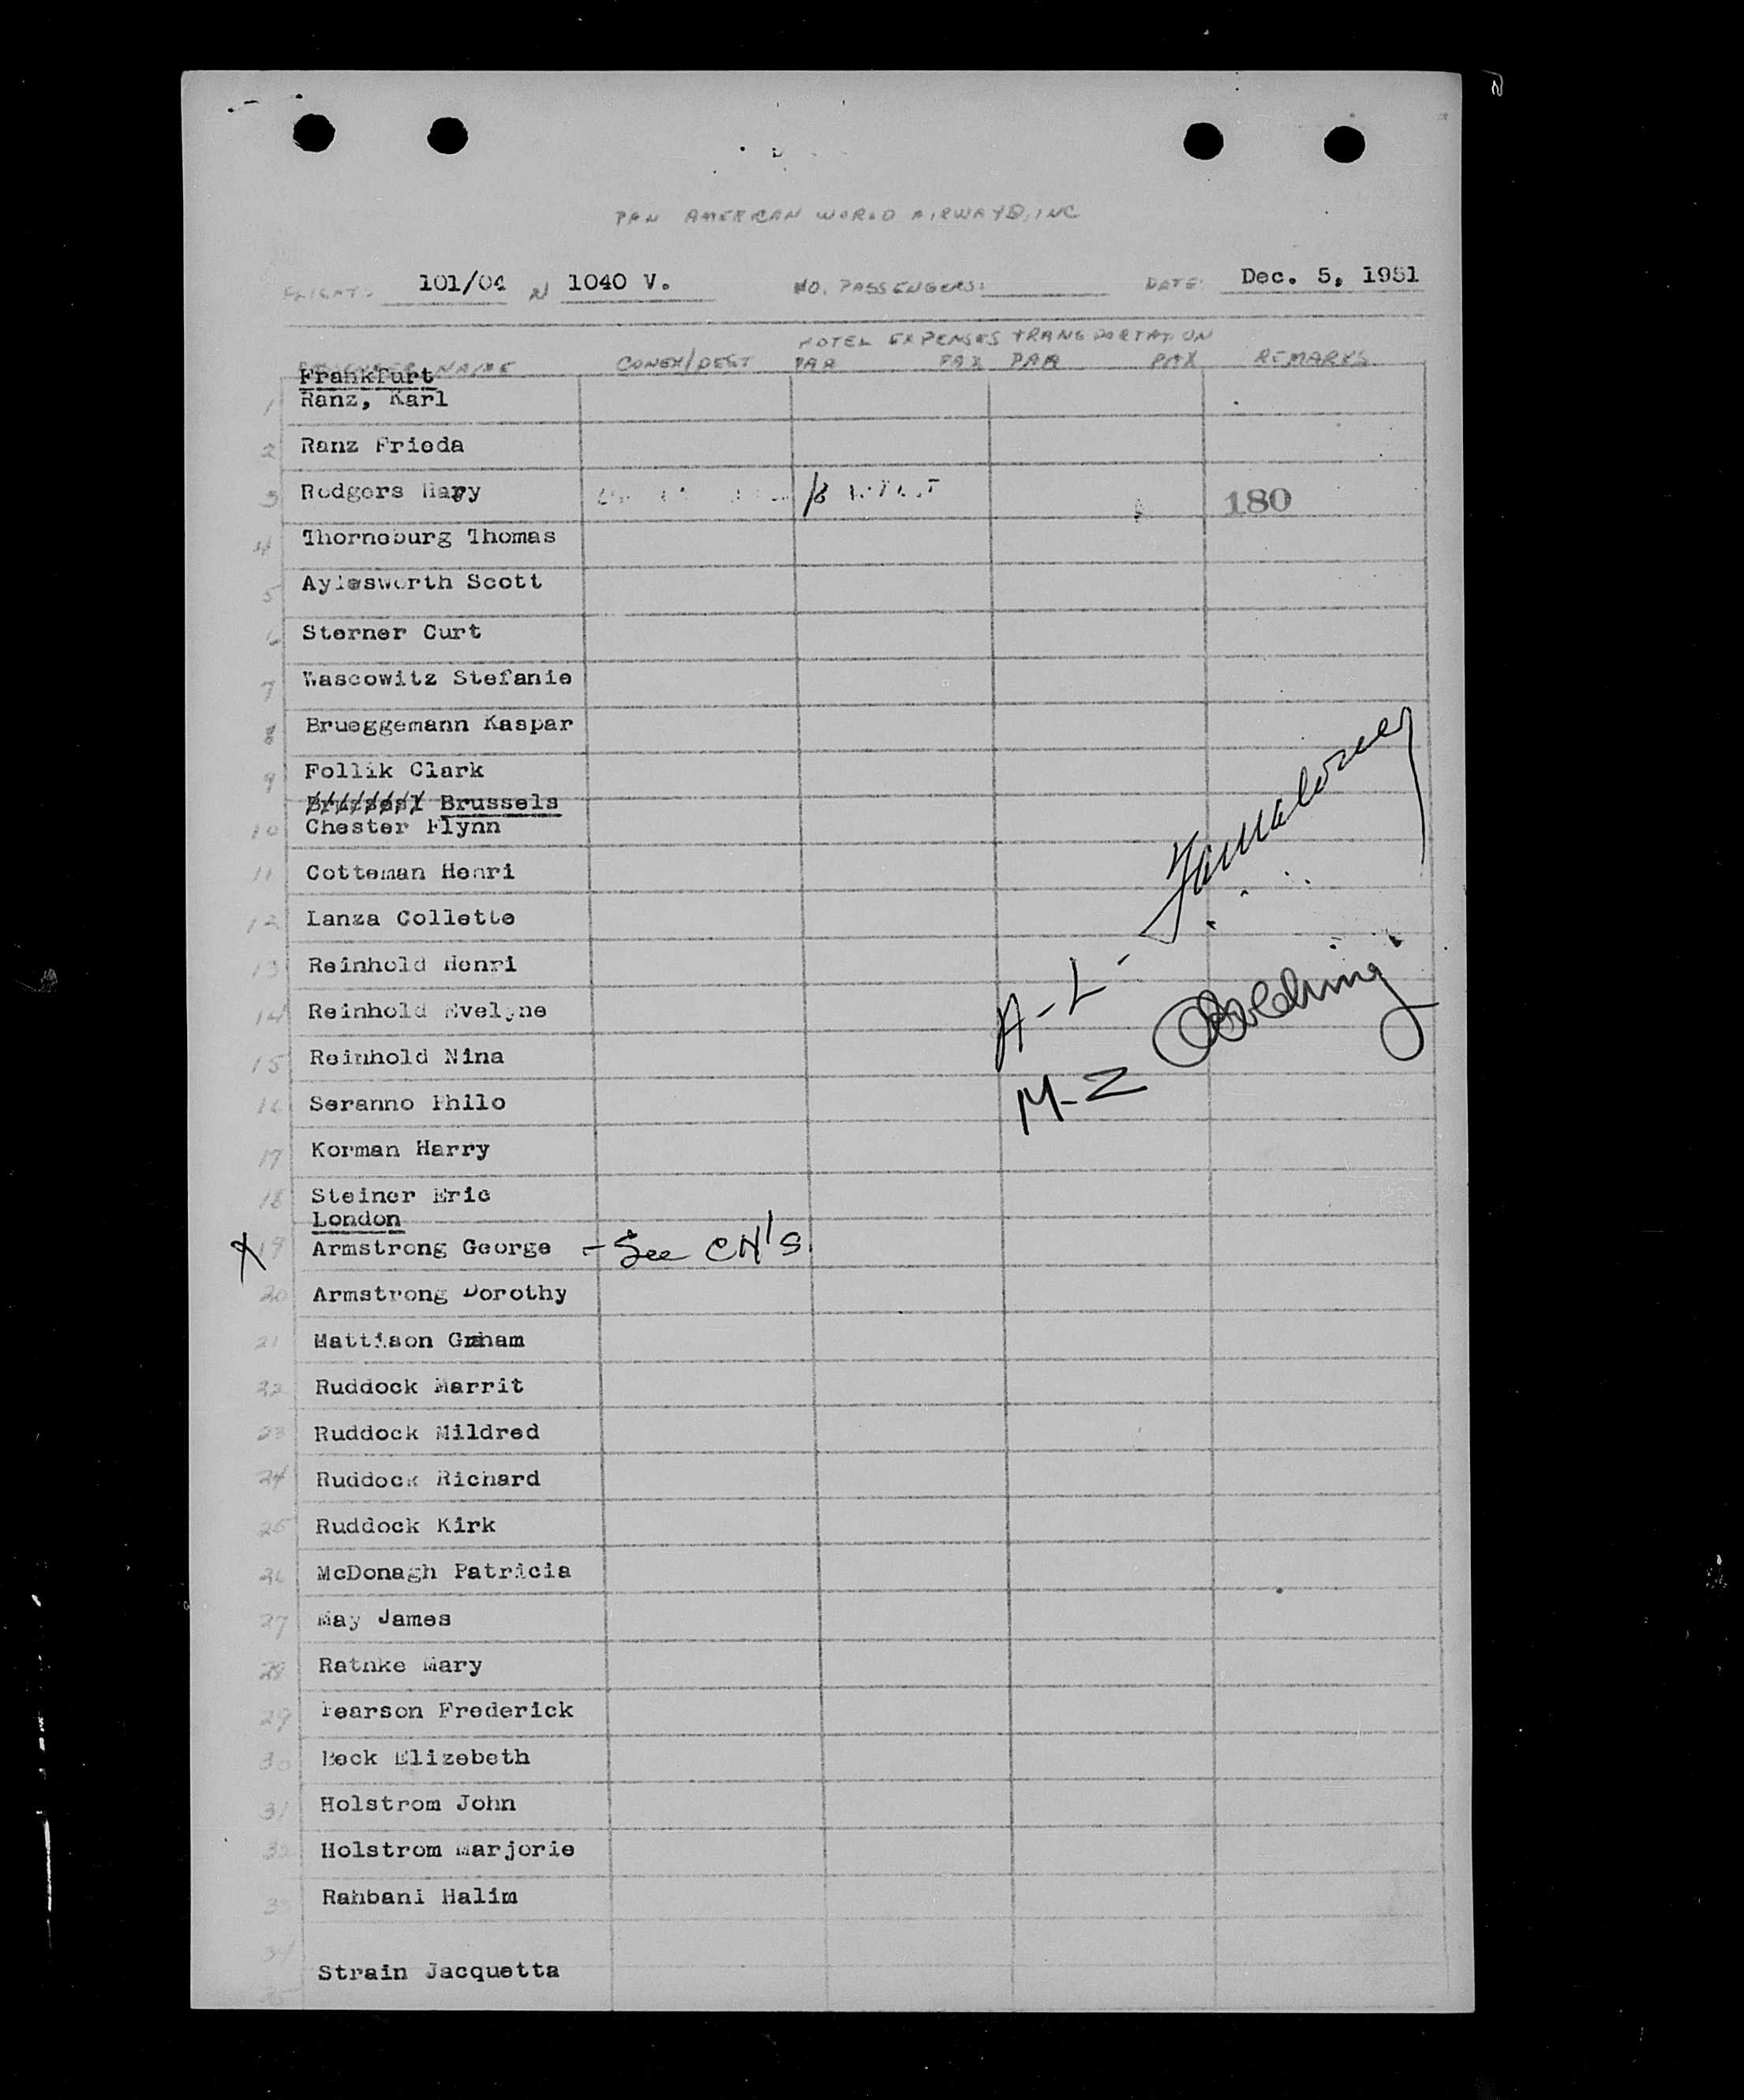 PAN AMERICAN WORLD AIRWAYS, INC
FLIGHT: 101/04 N 1040 V. NO. PASSENGERS: DATE: Dec. 5, 1951
HOTEL EXPENSES TRANSPORTATION
NAME CONEX/DEST PAA PAX PAA PAX REMARKS
Frankfurt
1 Ranz, Karl
2 Ranz Frieda
3 Rodgers Mary 180
4 Thornoburg Thomas
5 Aylesworth Scott
6 Sterner Curt
7 Wascowitz Stefanie
8 Brueggemann Kaspar
9 Follik Clark
Brussels
10 Chester Flynn
11 Cotteman Henri
12 Lanza Collette
13 Reinhold Henri
14 Reinhold Evelyne
15 Reinhold Nina
16 Seranno Philo
17 Korman Harry
18 Steiner Eric
London
X 19 Armstrong George - See CH's
20 Armstrong Dorothy
21 Mattison Graham
22 Ruddock Marrit
23 Ruddock Mildred
24 Ruddock Richard
25 Ruddock Kirk
26 McDonagh Patricia
27 May James
28 Rathke Mary
29 Pearson Frederick
30 Beck Elizebeth
31 Holstrom John
32 Holstrom Marjorie
33 Rahbani Halim
34
Strain Jacquetta
35
A-L -
M-Z